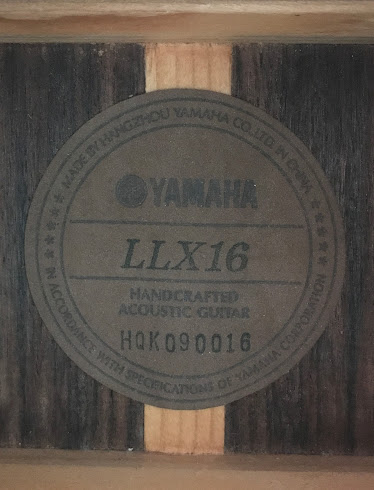 MADE BY HANGZHOU YAMAHA CO.LTD. IN CHINA
YAMAHA
LLX16
HANDCRAFTED
ACOUSTIC GUITAR
HQK090016
IN ACCORDANCE WITH SPECIFICATIONS OF YAMAHA CORPORATION